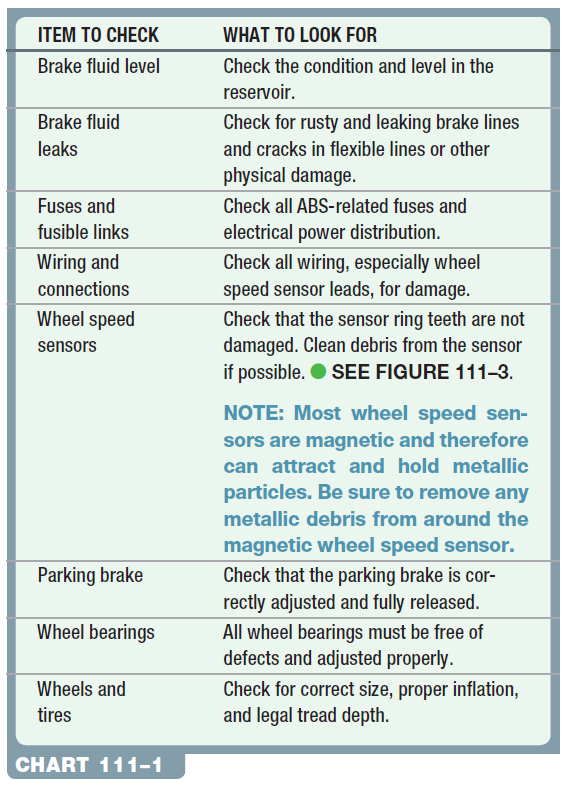 ITEM TO CHECK WHAT TO LOOK FOR
Brake fluid level Check the condition and level in the
reservoir.
Brake fluid Check for rusty and leaking brake lines
leaks and cracks in flexible lines or other
physical damage.
Fuses and Check all ABS-related fuses and
fusible links electrical power distribution.
Wiring and Check all wiring, especially wheel
connections speed sensor leads, for damage.
Wheel speed Check that the sensor ring teeth are not
sensors damaged. Clean debris from the sensor
if possible. ● SEE FIGURE 111–3.
NOTE: Most wheel speed sen-
sors are magnetic and therefore
can attract and hold metallic
particles. Be sure to remove any
metallic debris from around the
magnetic wheel speed sensor.
Parking brake Check that the parking brake is cor-
rectly adjusted and fully released.
Wheel bearings All wheel bearings must be free of
defects and adjusted properly.
Wheels and Check for correct size, proper inflation,
tires and legal tread depth.
CHART 111–1